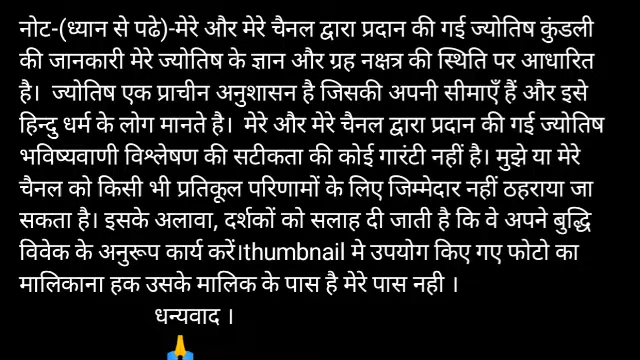 नोट-(ध्यान से पढे)-मेरे और मेरे चैनल द्वारा प्रदान की गई ज्योतिष कुंडली
की जानकारी मेरे ज्योतिष के ज्ञान और ग्रह नक्षत्र की स्थिति पर आधारित
है। ज्योतिष एक प्राचीन अनुशासन है जिसकी अपनी सीमाएँ हैं और इसे
हिन्दु धर्म के लोग मानते है। मेरे और मेरे चैनल द्वारा प्रदान की गई ज्योतिष
भविष्यवाणी विश्लेषण की सटीकता की कोई गारंटी नहीं है। मुझे या मेरे
चैनल को किसी भी प्रतिकूल परिणामों के लिए जिम्मेदार नहीं ठहराया जा
सकता है। इसके अलावा, दर्शकों को सलाह दी जाती है कि वे अपने बुद्धि
विवेक के अनुरूप कार्य करें।thumbnail मे उपयोग किए गए फोटो का
मालिकाना हक उसके मालिक के पास है मेरे पास नही ।
धन्यवाद ।
🙏